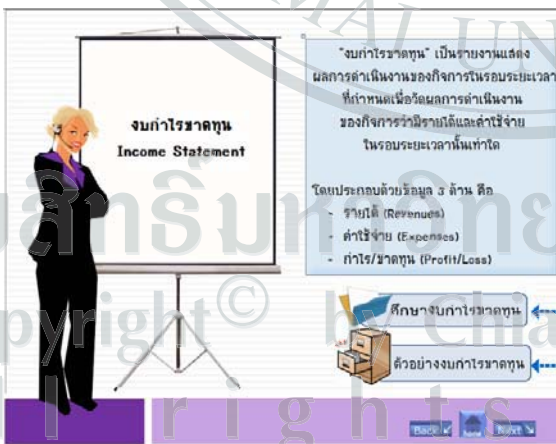 งบกำไรขาดทุน
Income Statement
"งบกำไรขาดทุน" เป็นรายงานแสดง
ผลการดำเนินงานของกิจการในรอบระยะเวลา
ที่กำหนดเพื่อวัดผลการดำเนินงาน
ของกิจการว่ามีรายได้และค่าใช้จ่าย
ในรอบระยะเวลานั้นเท่าใด
โดยประกอบด้วยข้อมูล 3 ด้าน คือ
- รายได้ (Revenues)
- ค่าใช้จ่าย (Expenses)
- กำไร/ขาดทุน (Profit/Loss)
ศึกษางบกำไรขาดทุน
ตัวอย่างงบกำไรขาดทุน
Back
Next